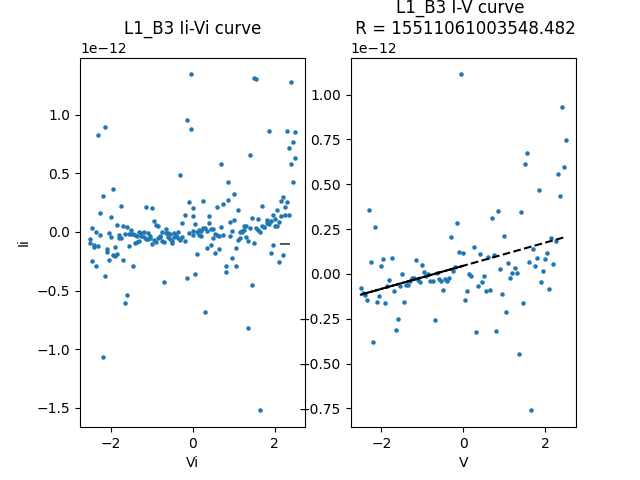 L1_B3 Ii-Vi curve
L1_B3 I-V curve
R = 15511061003548.482
1e−12
1e−12
1.0
0.5
0.0
−0.5
−1.0
−1.5
Ii
−2
0
2
Vi
1.00
0.75
0.50
0.25
0.00
−0.25
−0.50
−0.75
I
−2
0
2
V